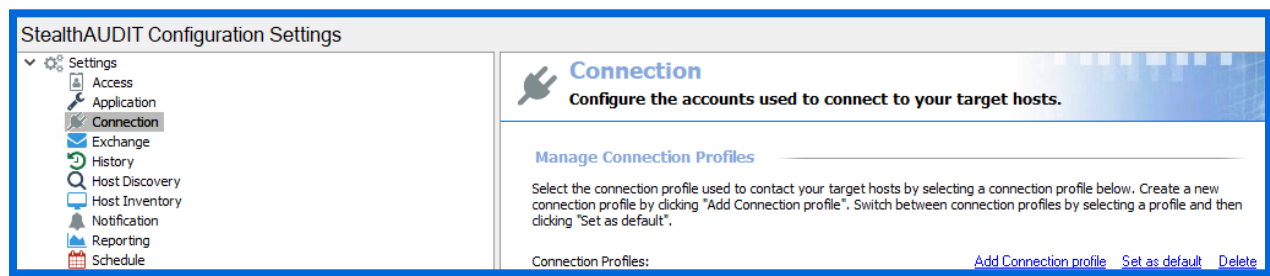 StealthAUDIT Configuration Settings
Settings
Access
Application
Connection
Exchange
History
Host Discovery
Host Inventory
Notification
Reporting
Schedule
Connection
Configure the accounts used to connect to your target hosts.
Manage Connection Profiles
Select the connection profile used to contact your target hosts by selecting a connection profile below. Create a new
connection profile by clicking "Add Connection profile". Switch between connection profiles by selecting a profile and then
clicking "Set as default".
Connection Profiles: Add Connection profile Set as default Delete